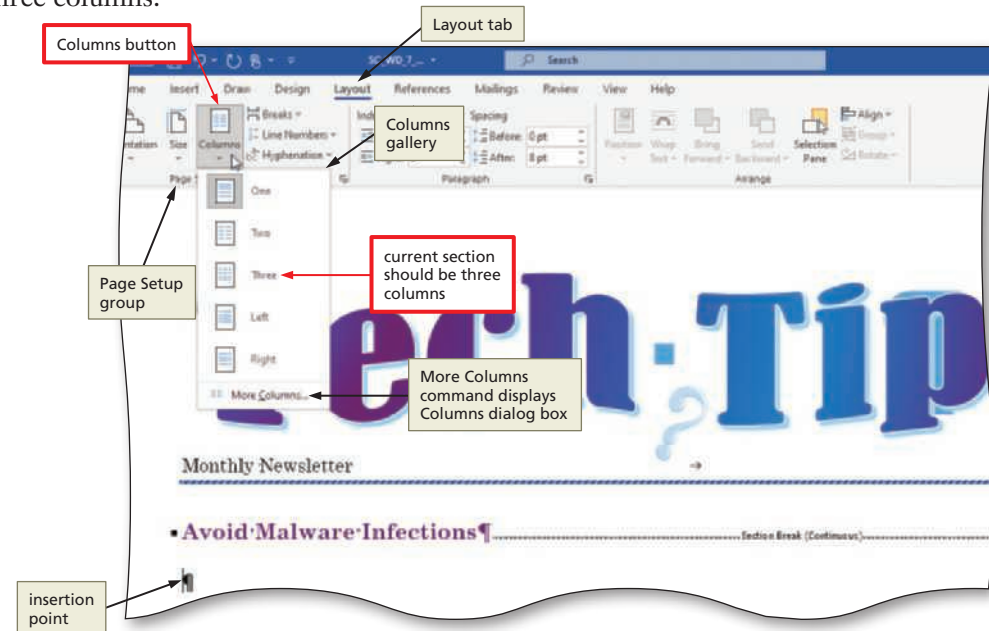 hree columns.
Layout tab
Columns button
Search
Insert Draw Design Layout References Mailings Review View Help
Breaks
Line Numbers
Hyphenation
Size
Columns
Spacing
Before: 0 pt
After: 8 pt
Position
Wrap Text
Bring Forward
Send Backward
Selection Pane
Align
Group
Rotate
Paragraph
Arrange
Columns gallery
One
Two
Three
Left
Right
More Columns...
Page Setup
group
current section
should be three
columns
More Columns
command displays
Columns dialog box
ech·Tip
?
Monthly Newsletter
Avoid·Malware·Infections¶
Section Break (Continuous)
¶
insertion
point